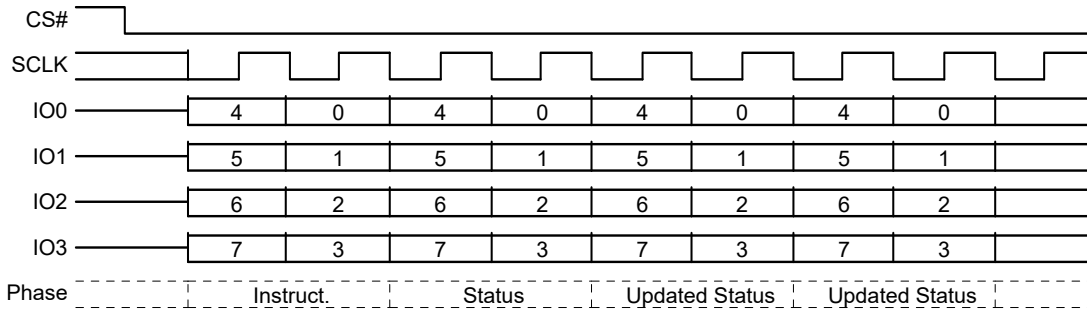 CS#
SCLK
IO0 4 0 4 0 4 0 4 0
IO1 5 1 5 1 5 1 5 1
IO2 6 2 6 2 6 2 6 2
IO3 7 3 7 3 7 3 7 3
Phase Instruct. Status Updated Status Updated Status